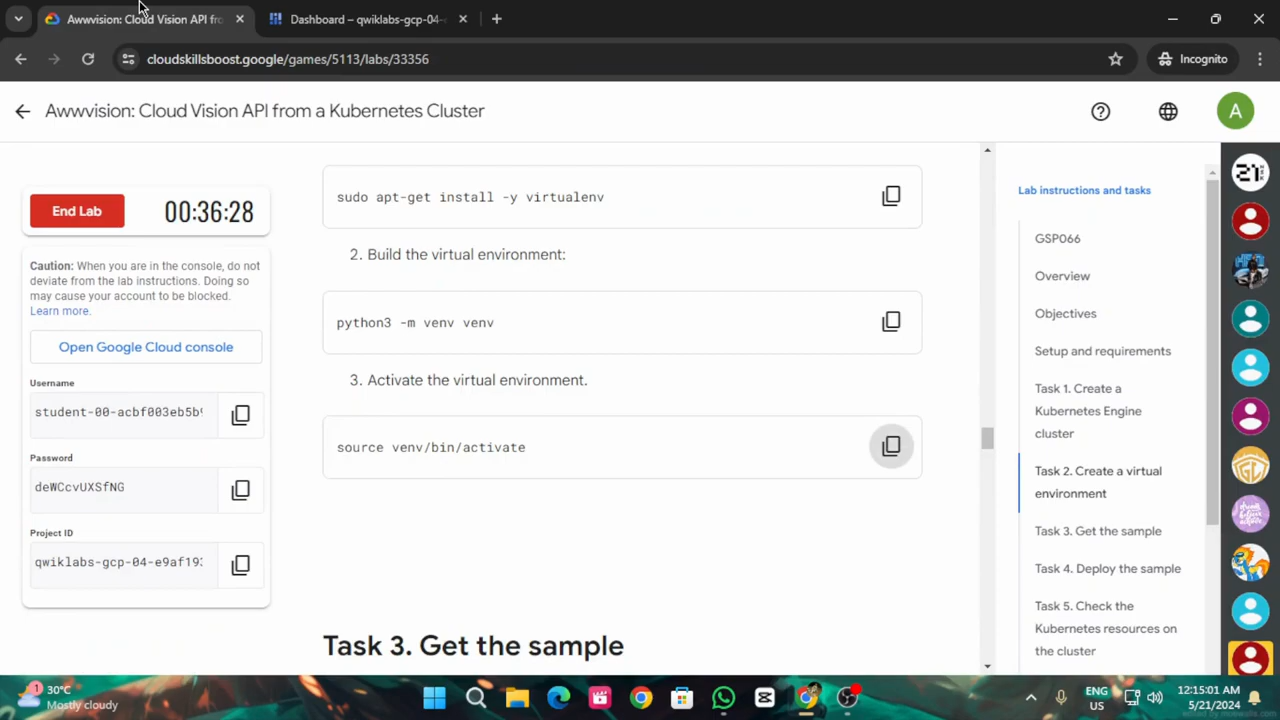 Awwvision: Cloud Vision API fro
Dashboard – qwiklabs-gcp-04-
cloudskillsboost.google/games/5113/labs/33356
Incognito
Awwvision: Cloud Vision API from a Kubernetes Cluster
A
End Lab
00:36:28
Caution: When you are in the console, do not
deviate from the lab instructions. Doing so
may cause your account to be blocked.
Learn more.
Open Google Cloud console
Username
student-00-acbf003eb5b
Password
deWCcvUXSfNG
Project ID
qwiklabs-gcp-04-e9af19
sudo apt-get install -y virtualenv
2. Build the virtual environment:
python3 -m venv venv
3. Activate the virtual environment.
source venv/bin/activate
Task 3. Get the sample
Lab instructions and tasks
GSP066
Overview
Objectives
Setup and requirements
Task 1. Create a
Kubernetes Engine
cluster
Task 2. Create a virtual
environment
Task 3. Get the sample
Task 4. Deploy the sample
Task 5. Check the
Kubernetes resources on
the cluster
1
30°C
Mostly cloudy
ENG
US
12:15:01 AM
5/21/2024